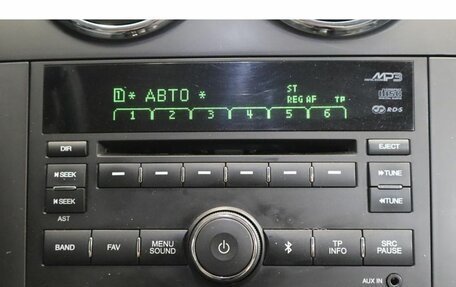 MP3
ST
1 * АВТО *
REG AF TP
1 2 3 4 5 6
RDS
DIR
EJECT
SEEK
TUNE
SEEK
TUNE
AST
BAND FAV MENU SOUND TP INFO SRC PAUSE
AUX IN